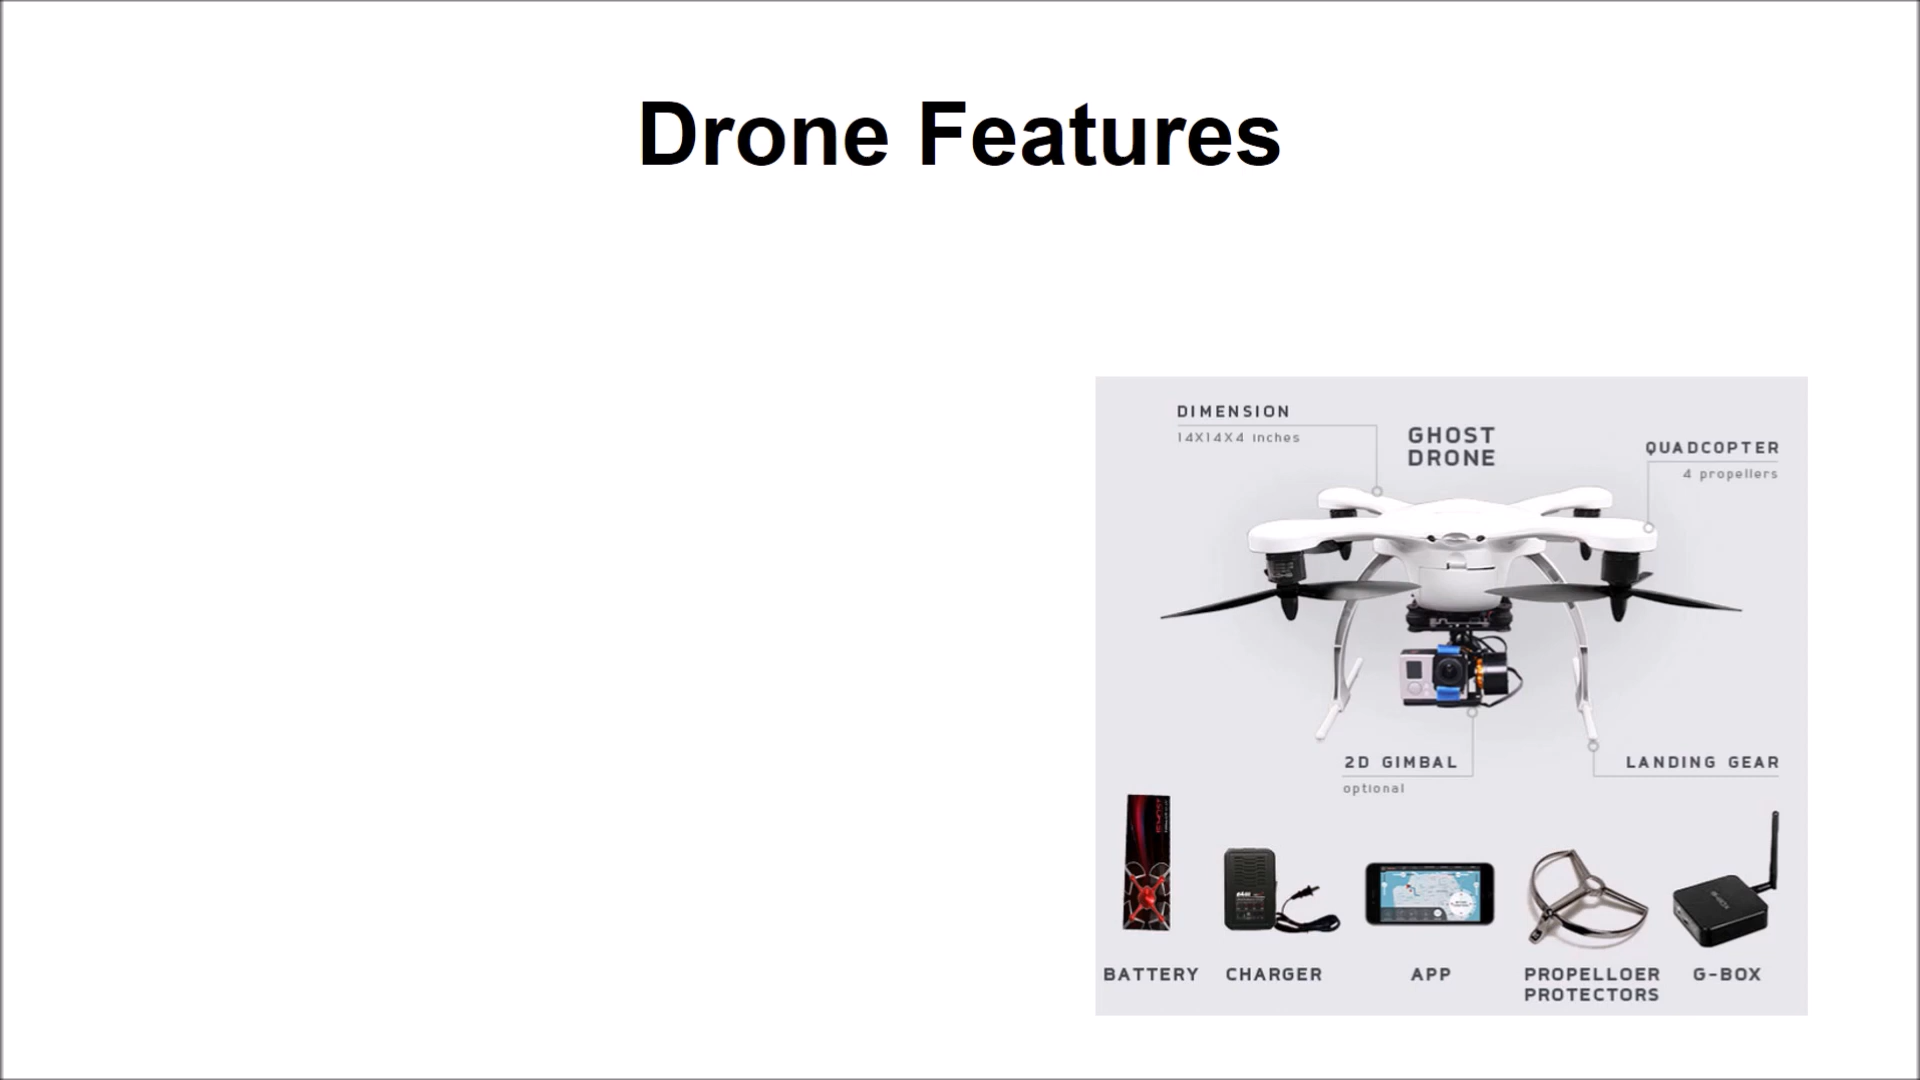 Drone Features
DIMENSION
14X14X4 inches
GHOST
DRONE
QUADCOPTER
4 propellers
2D GIMBAL
optional
LANDING GEAR
BATTERY
CHARGER
APP
PROPELLOER
PROTECTORS
G-BOX